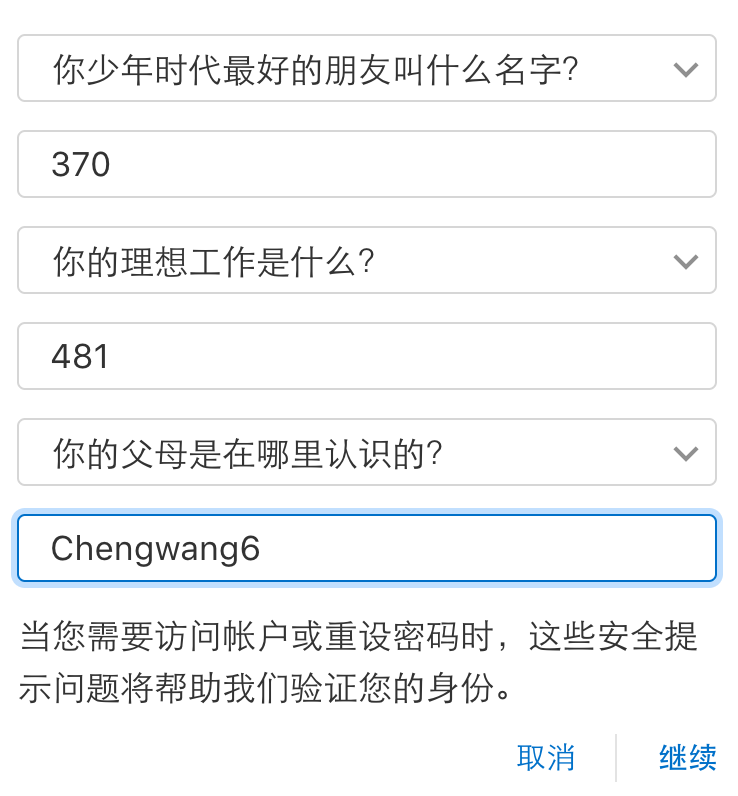 你少年时代最好的朋友叫什么名字?
370
你的理想工作是什么?
481
你的父母是在哪里认识的?
Chengwang6
当您需要访问帐户或重设密码时，这些安全提
示问题将帮助我们验证您的身份。
取消 继续